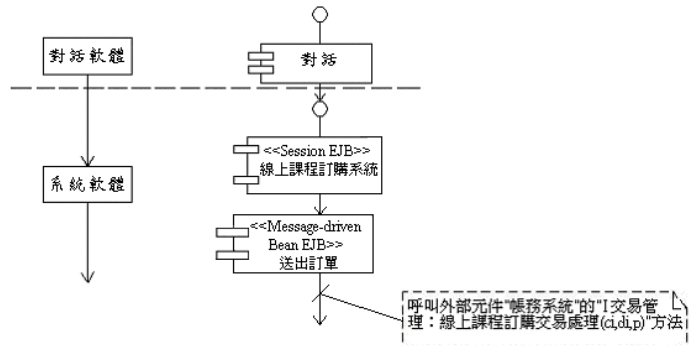 對話軟體
對話
<<Session EJB>>
線上課程訂購系統
系統軟體
<<Message-driven
Bean EJB>>
送出訂單
呼叫外部元件"帳務系統"的"I交易管
理：線上課程訂購交易處理(ci,di,p)"方法